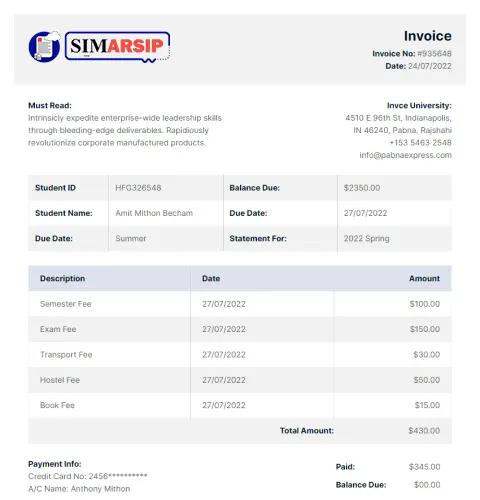 SIMARSIP
Invoice
Invoice No: #935648
Date: 24/07/2022
Must Read:
Intrinsicly expedite enterprise-wide leadership skills
through bleeding-edge deliverables. Rapidiously
revolutionize corporate manufactured products.
Invce University:
4510 E 96th St, Indianapolis,
IN 46240, Pabna, Rajshahi
+153 5463 2548
info@pabnaexpress.com
Student ID HFG326548 Balance Due: $2350.00
Student Name: Amit Mithon Becham Due Date: 27/07/2022
Due Date: Summer Statement For: 2022 Spring
Description Date Amount
Semester Fee 27/07/2022 $100.00
Exam Fee 27/07/2022 $150.00
Transport Fee 27/07/2022 $30.00
Hostel Fee 27/07/2022 $50.00
Book Fee 27/07/2022 $15.00
Total Amount: $430.00
Payment Info:
Credit Card No: 2456**********
A/C Name: Anthony Mithon
Paid: $345.00
Balance Due: $00.00